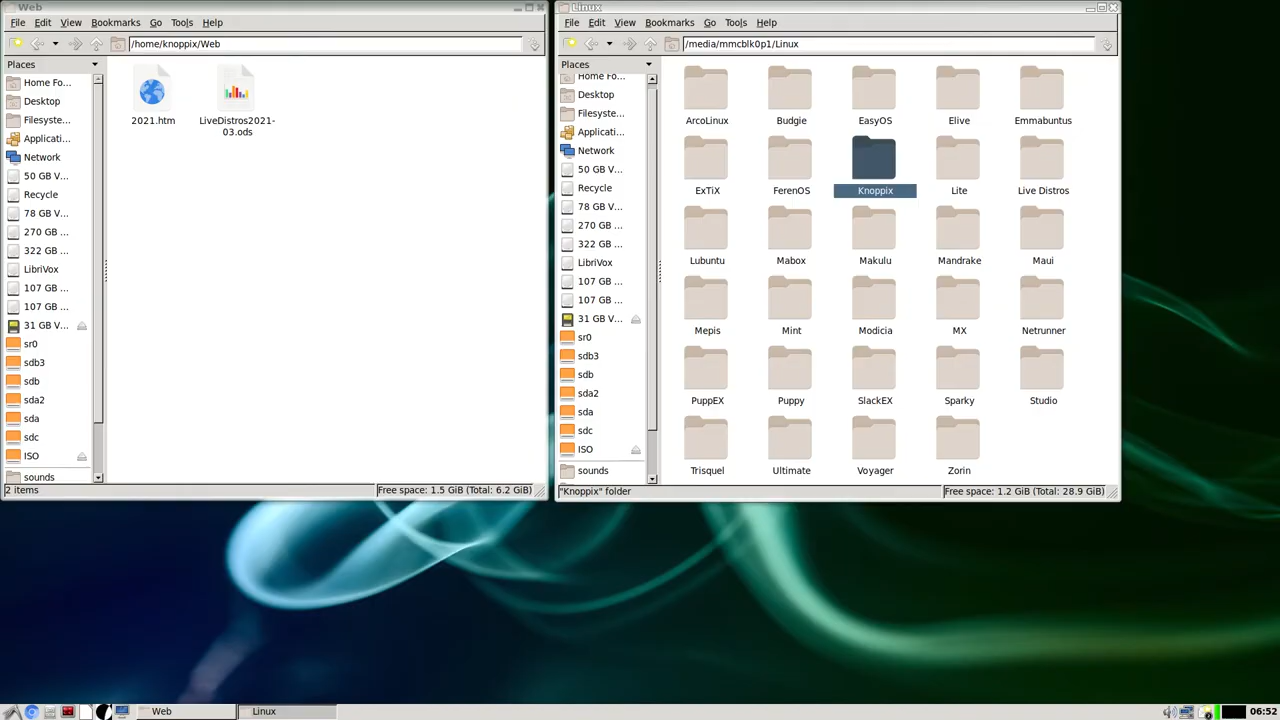 Web
File Edit View Bookmarks Go Tools Help
/home/knoppix/Web
Places
Home Fo...
Desktop
Filesyste...
Applicati...
Network
50 GB V...
Recycle
78 GB V...
270 GB ...
322 GB ...
LibriVox
107 GB ...
107 GB ...
31 GB V...
sr0
sdb3
sdb
sda2
sda
sdc
ISO
sounds
2021.htm
LiveDistros2021-
03.ods
2 items
Free space: 1.5 GiB (Total: 6.2 GiB)
Linux
File Edit View Bookmarks Go Tools Help
/media/mmcblk0p1/Linux
Places
Home Fo...
Desktop
Filesyste...
Applicati...
Network
50 GB V...
Recycle
78 GB V...
270 GB ...
322 GB ...
LibriVox
107 GB ...
107 GB ...
31 GB V...
sr0
sdb3
sdb
sda2
sda
sdc
ISO
sounds
ArcoLinux Budgie EasyOS Elive Emmabuntus
ExTiX FerenOS Knoppix Lite Live Distros
Lubuntu Mabox Makulu Mandrake Maui
Mepis Mint Modicia MX Netrunner
PuppEX Puppy SlackEX Sparky Studio
Trisquel Ultimate Voyager Zorin
"Knoppix" folder
Free space: 1.2 GiB (Total: 28.9 GiB)
Web
Linux
06:52